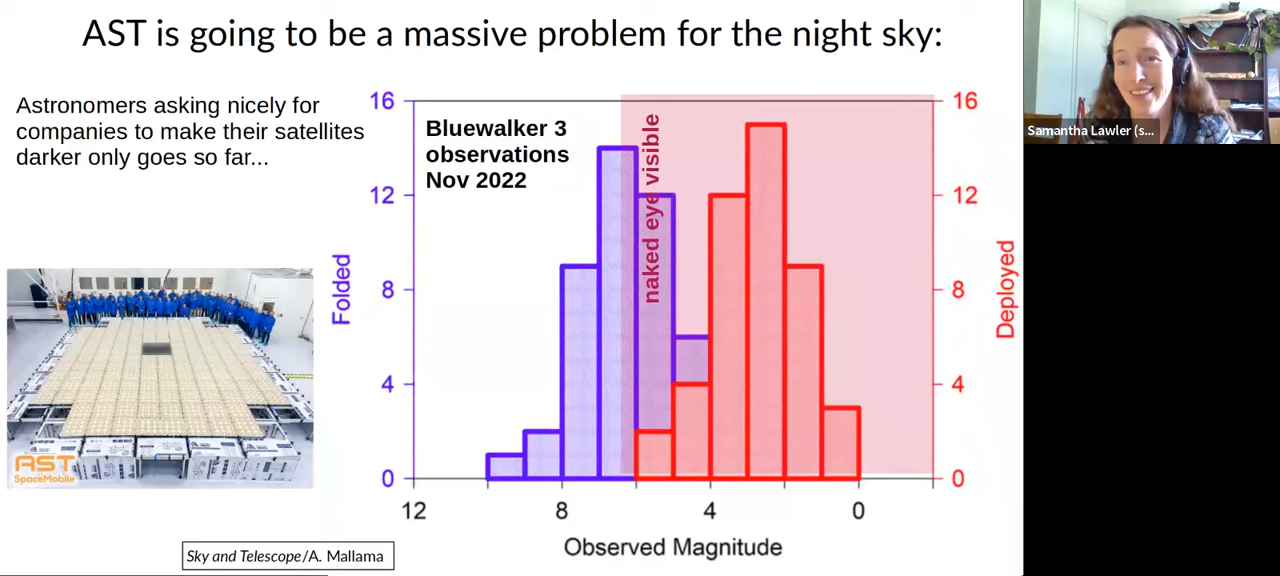 AST is going to be a massive problem for the night sky:
Astronomers asking nicely for
companies to make their satellites
darker only goes so far...
Bluewalker 3
observations
Nov 2022
naked eye visible
16
12
8
4
0
Folded
16
12
8
4
0
Deployed
12
8
4
0
Observed Magnitude
AST
SpaceMobile
Sky and Telescope/A. Mallama
Samantha Lawler (s...